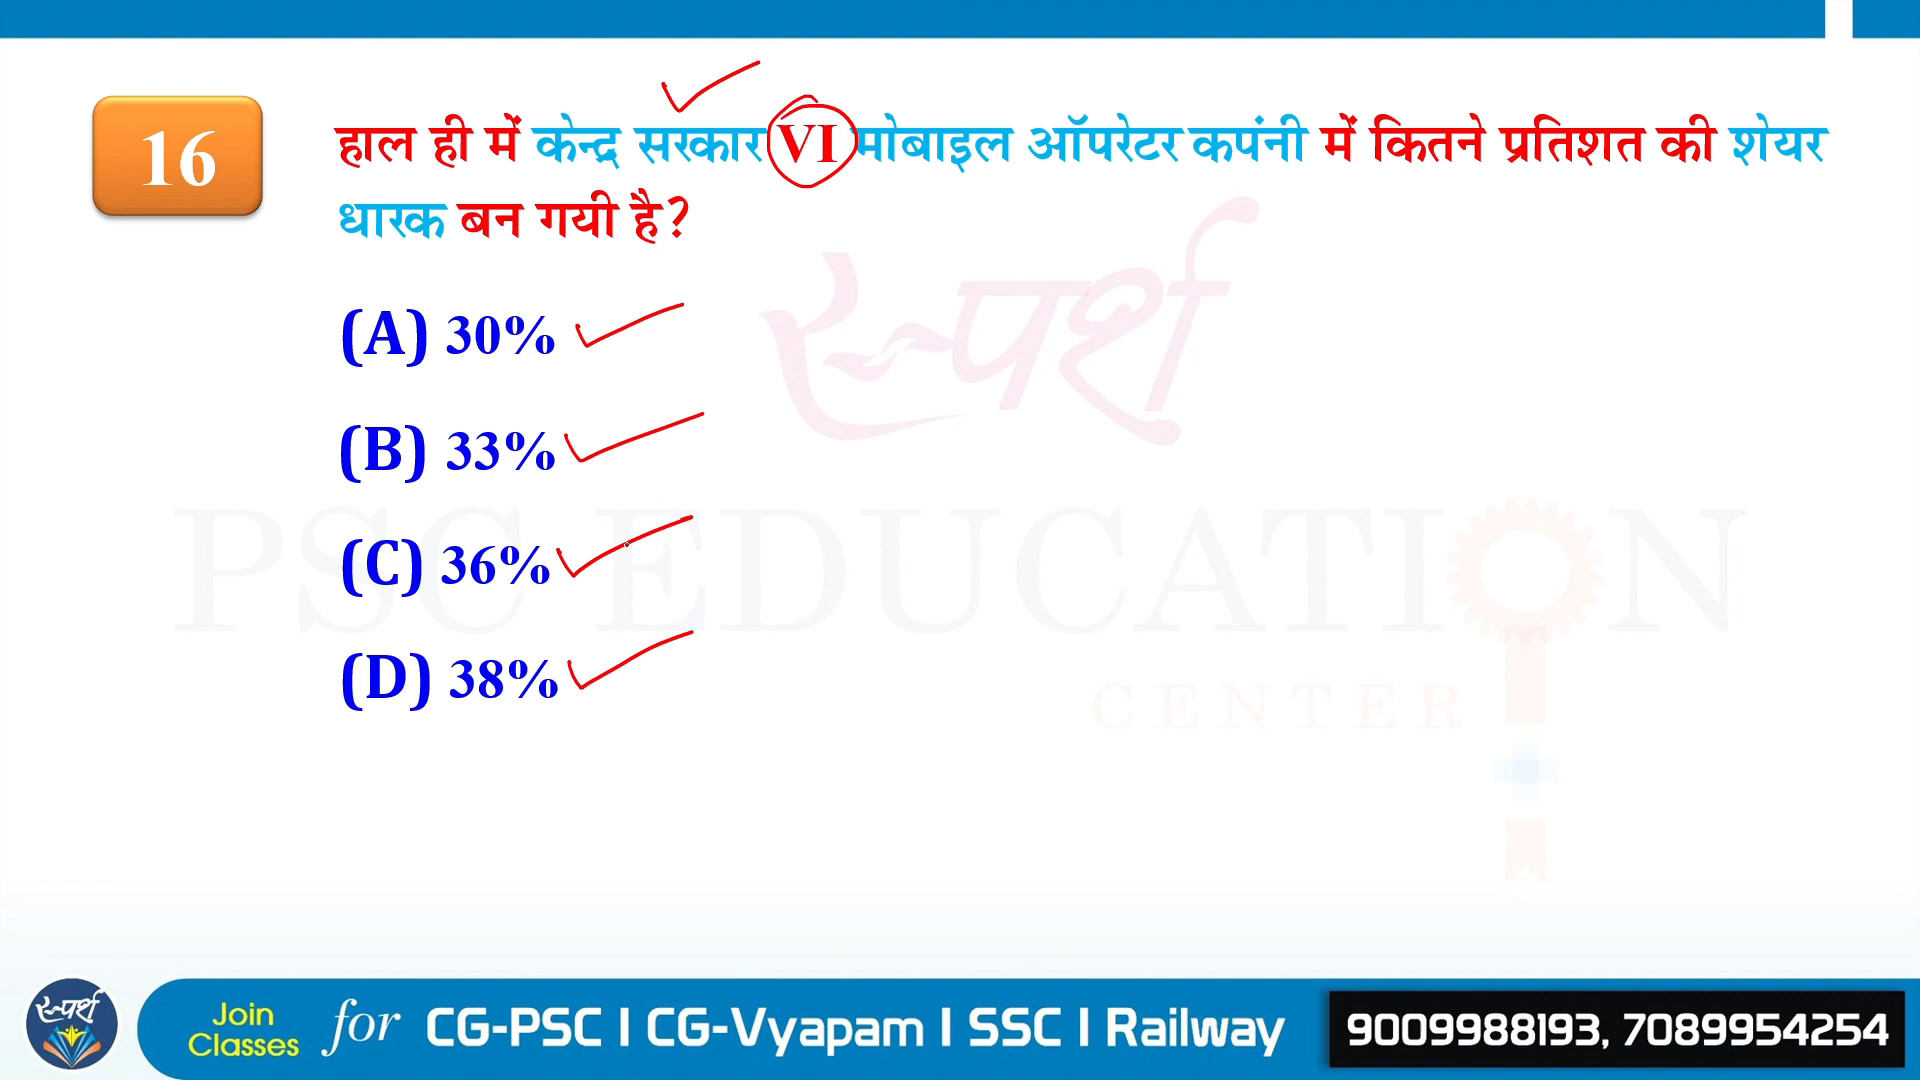 16
हाल ही में केन्द्र सरकार VI मोबाइल ऑपरेटर कपंनी में कितने प्रतिशत की शेयर
धारक बन गयी है?
(A) 30%
(B) 33%
(C) 36%
(D) 38%
स्पर्श
PSC EDUCATION
CENTER
स्पर्श
Join
Classes
for
CG-PSC I CG-Vyapam I SSC I Railway
9009988193, 7089954254